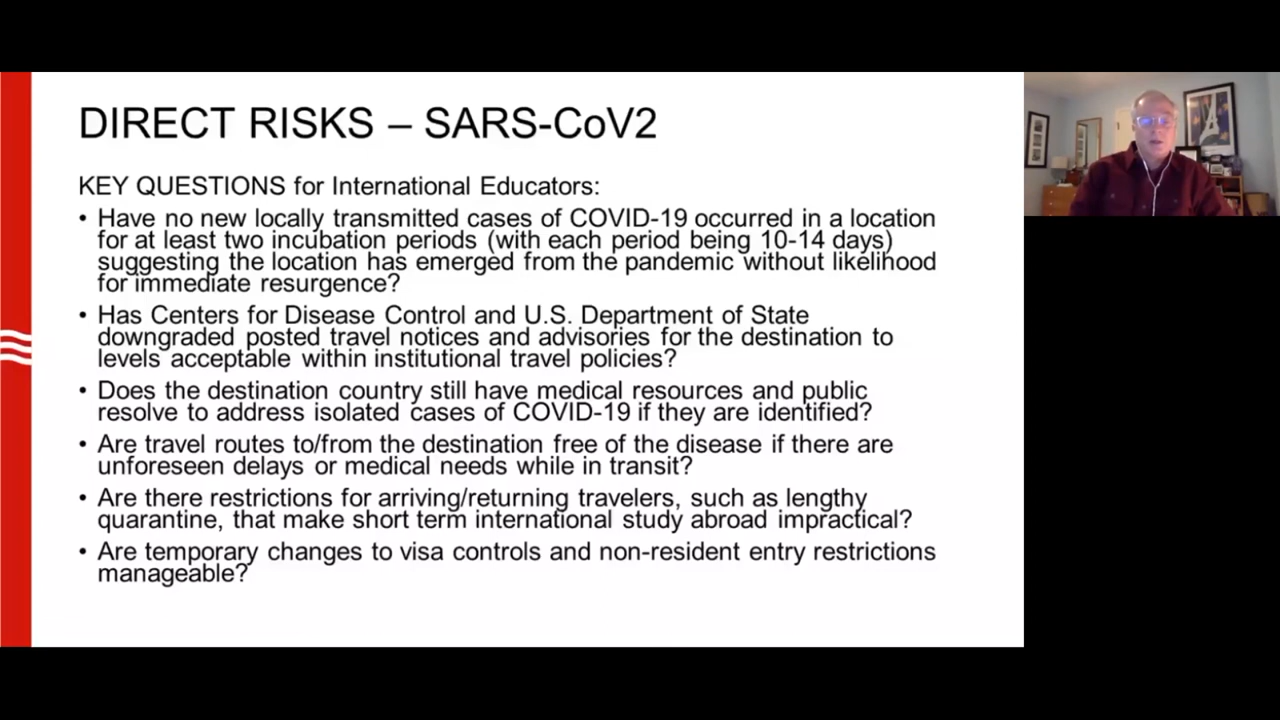 DIRECT RISKS – SARS-CoV2
KEY QUESTIONS for International Educators:
• Have no new locally transmitted cases of COVID-19 occurred in a location
for at least two incubation periods (with each period being 10-14 days)
suggesting the location has emerged from the pandemic without likelihood
for immediate resurgence?
• Has Centers for Disease Control and U.S. Department of State
downgraded posted travel notices and advisories for the destination to
levels acceptable within institutional travel policies?
• Does the destination country still have medical resources and public
resolve to address isolated cases of COVID-19 if they are identified?
• Are travel routes to/from the destination free of the disease if there are
unforeseen delays or medical needs while in transit?
• Are there restrictions for arriving/returning travelers, such as lengthy
quarantine, that make short term international study abroad impractical?
• Are temporary changes to visa controls and non-resident entry restrictions
manageable?